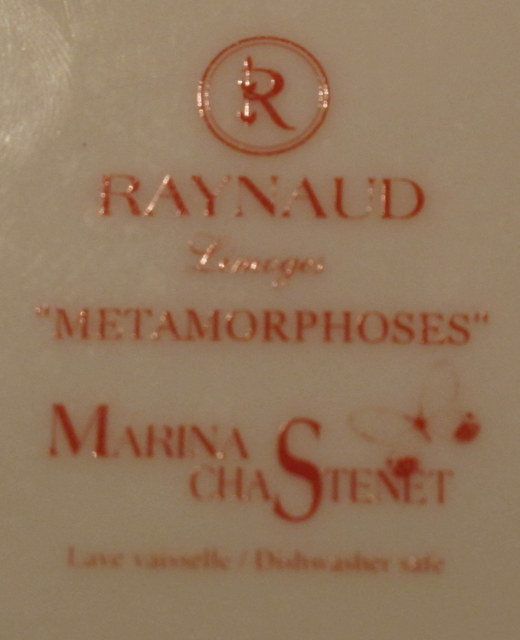 R
RAYNAUD
Limoges
"METAMORPHOSES"
MARINA
CHASTENET
Lave vaisselle / Dishwasher safe